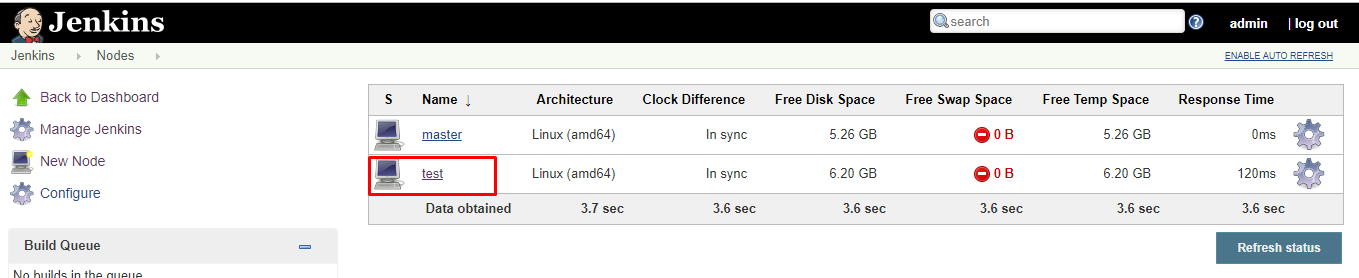 Jenkins
search
admin
| log out
Jenkins
Nodes
ENABLE AUTO REFRESH
Back to Dashboard
Manage Jenkins
New Node
Configure
Build Queue
No builds in the queue.
S Name ↓ Architecture Clock Difference Free Disk Space Free Swap Space Free Temp Space Response Time
master Linux (amd64) In sync 5.26 GB 0 B 5.26 GB 0ms
test Linux (amd64) In sync 6.20 GB 0 B 6.20 GB 120ms
Data obtained 3.7 sec 3.6 sec 3.6 sec 3.6 sec 3.6 sec 3.6 sec
Refresh status